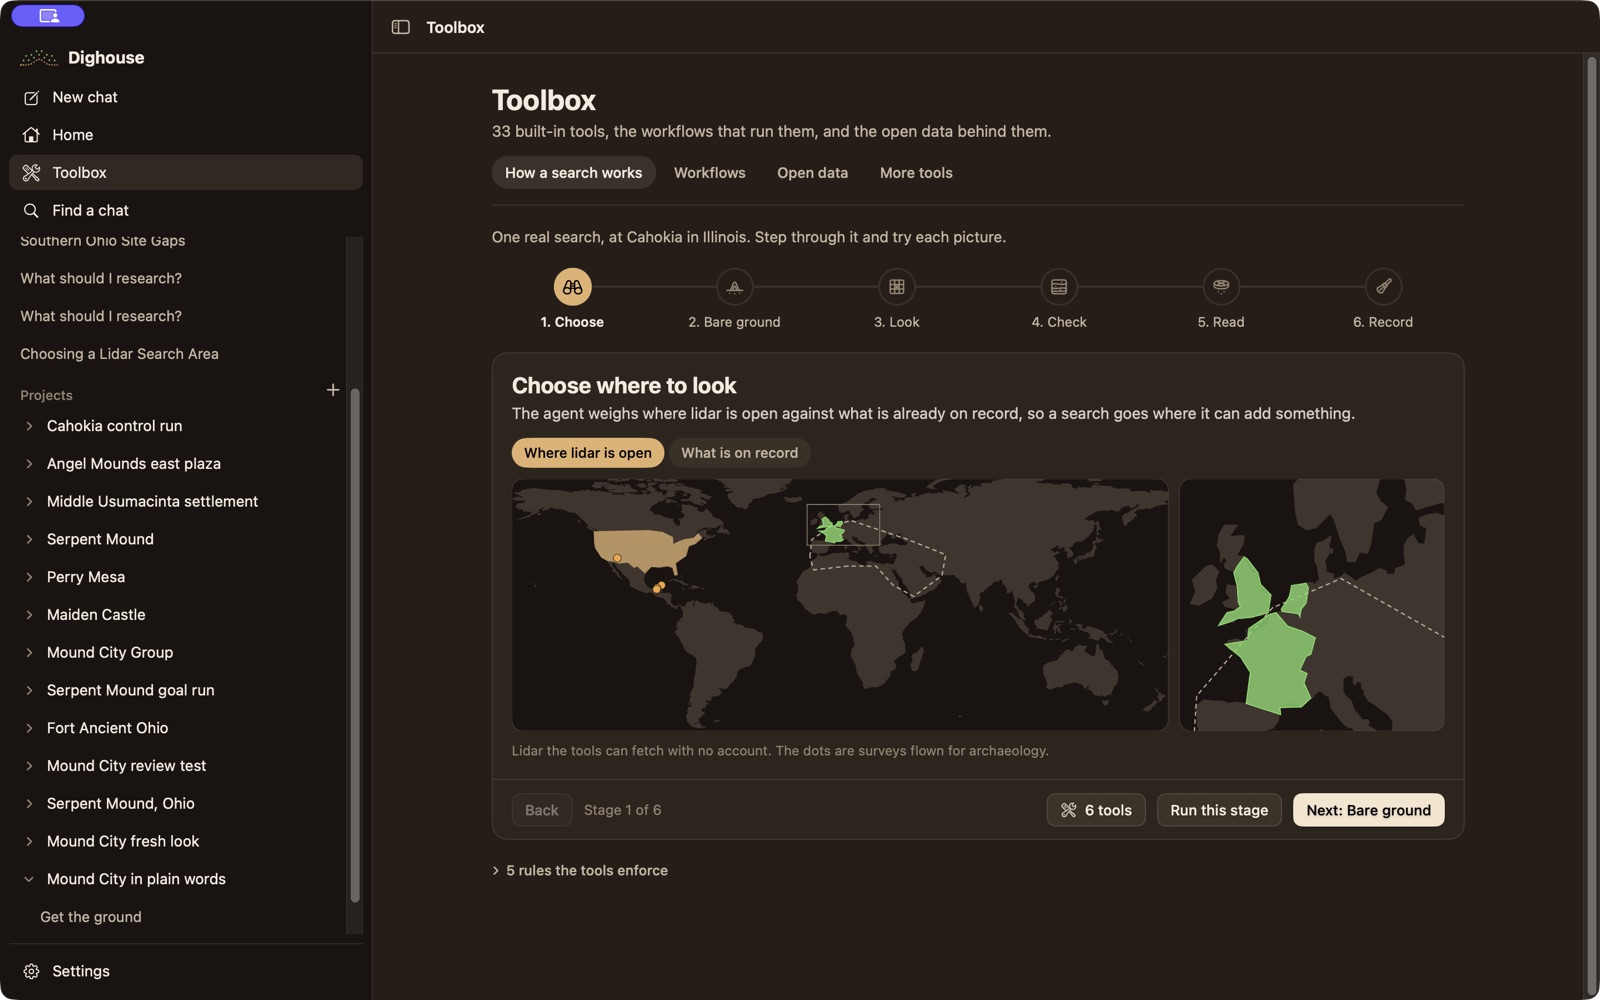 Dighouse
New chat
Home
Toolbox
Find a chat
Southern Ohio Site Gaps
What should I research?
What should I research?
Choosing a Lidar Search Area
Projects
Cahokia control run
Angel Mounds east plaza
Middle Usumacinta settlement
Serpent Mound
Perry Mesa
Maiden Castle
Mound City Group
Serpent Mound goal run
Fort Ancient Ohio
Mound City review test
Serpent Mound, Ohio
Mound City fresh look
Mound City in plain words
Get the ground
Settings
Toolbox
Toolbox
33 built-in tools, the workflows that run them, and the open data behind them.
How a search works
Workflows
Open data
More tools
One real search, at Cahokia in Illinois. Step through it and try each picture.
1. Choose
2. Bare ground
3. Look
4. Check
5. Read
6. Record
Choose where to look
The agent weighs where lidar is open against what is already on record, so a search goes where it can add something.
Where lidar is open
What is on record
Lidar the tools can fetch with no account. The dots are surveys flown for archaeology.
Back
Stage 1 of 6
6 tools
Run this stage
Next: Bare ground
5 rules the tools enforce